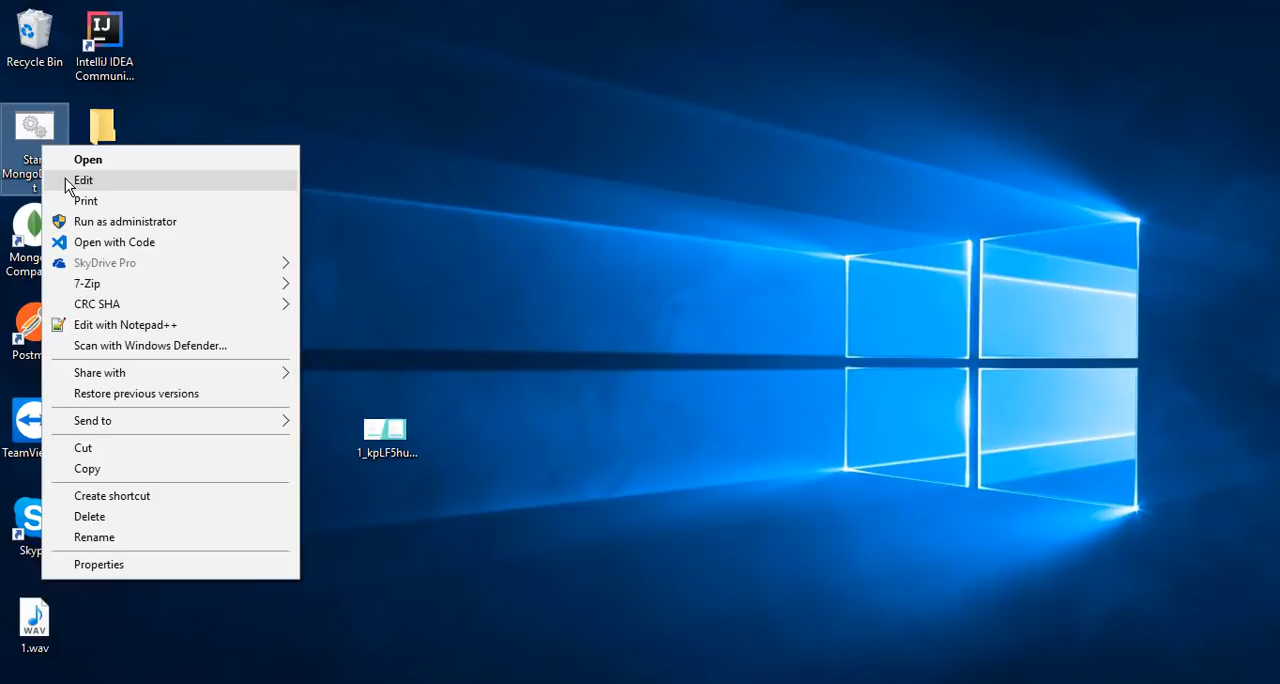 Recycle Bin
IntelliJ IDEA
Communi...
IJ
MongoD
t
Open
Edit
Print
Run as administrator
Open with Code
SkyDrive Pro
7-Zip
CRC SHA
Edit with Notepad++
Scan with Windows Defender...
Share with
Restore previous versions
Send to
Cut
Copy
Create shortcut
Delete
Rename
Properties
Mongo
Compa
Postm
TeamVie
S
Skyp
WAV
1.wav
1_kpLF5hu...